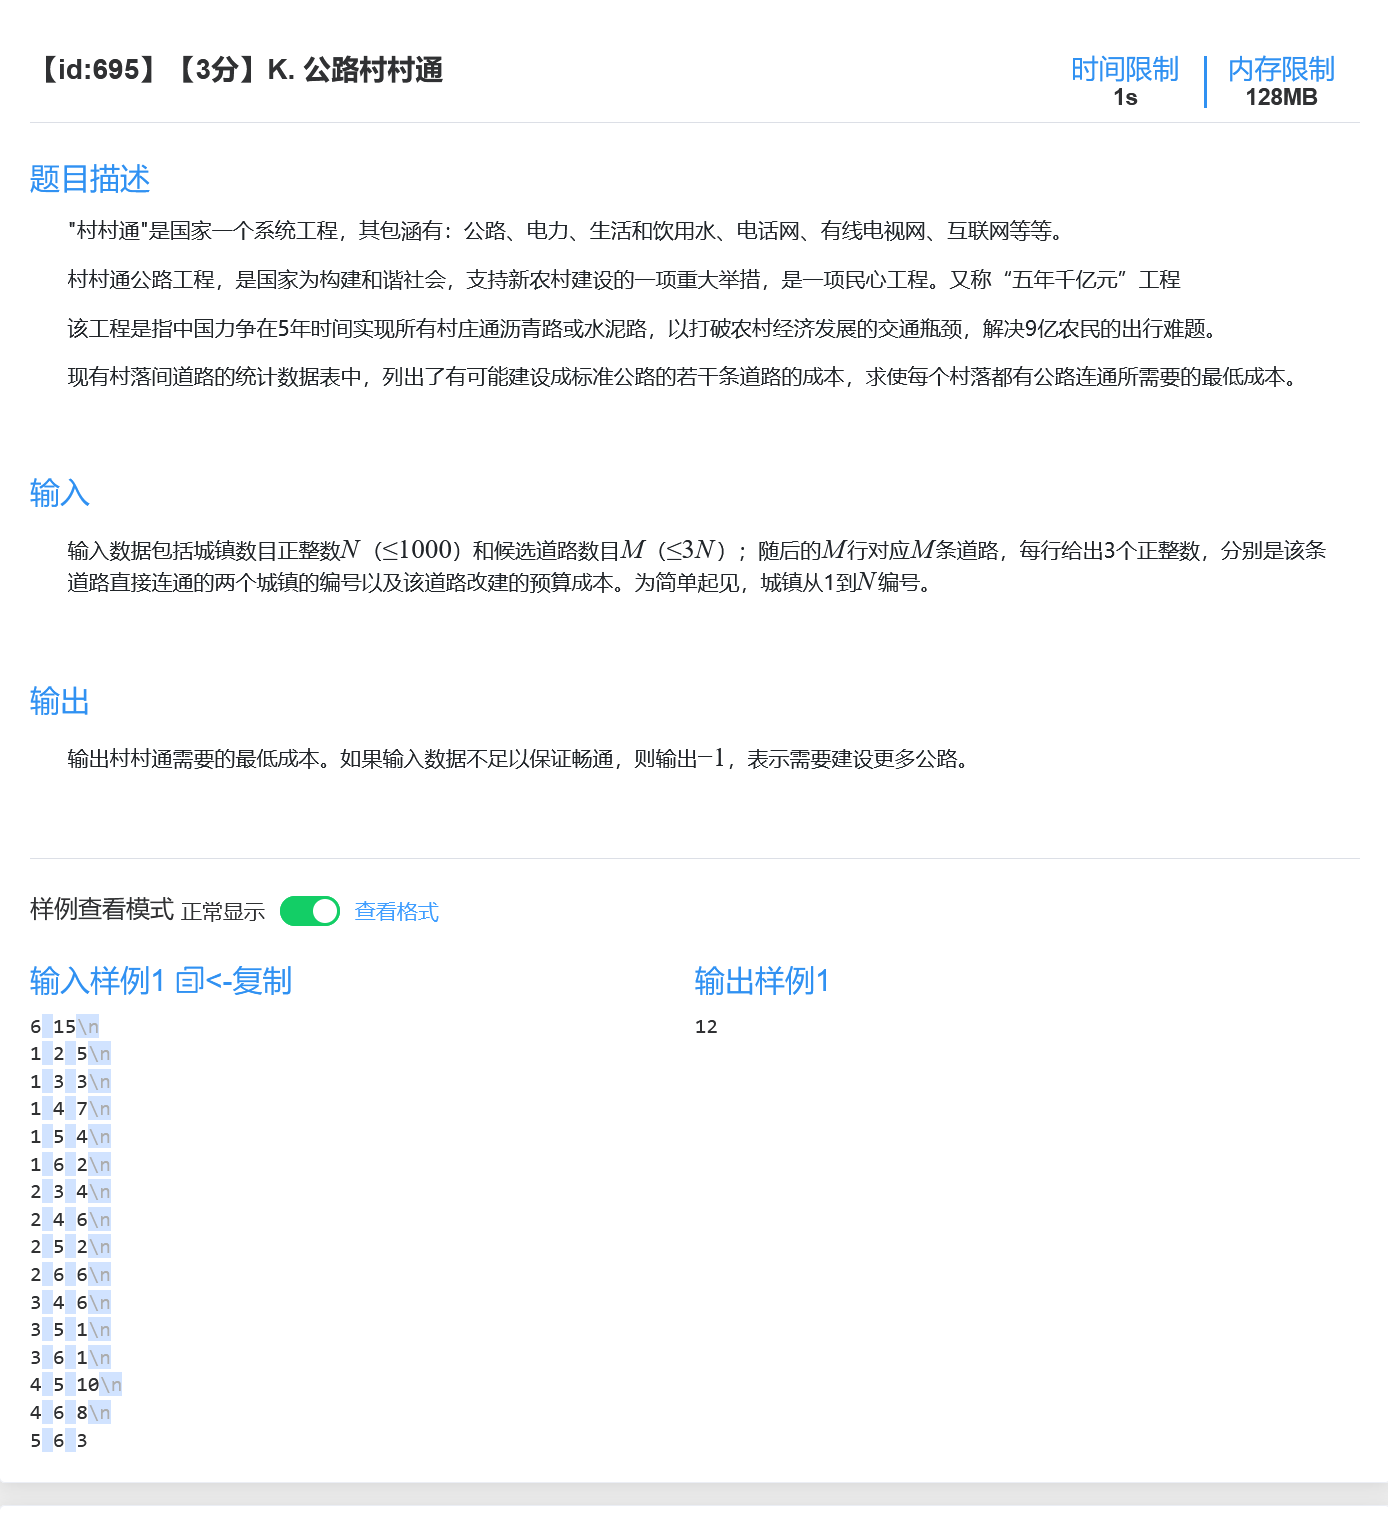 【id:695】【3分】K. 公路村村通
时间限制
1s
内存限制
128MB
题目描述
"村村通"是国家一个系统工程，其包涵有：公路、电力、生活和饮用水、电话网、有线电视网、互联网等等。
村村通公路工程，是国家为构建和谐社会，支持新农村建设的一项重大举措，是一项民心工程。又称“五年千亿元”工程
该工程是指中国力争在5年时间实现所有村庄通沥青路或水泥路，以打破农村经济发展的交通瓶颈，解决9亿农民的出行难题。
现有村落间道路的统计数据表中，列出了有可能建设成标准公路的若干条道路的成本，求使每个村落都有公路连通所需要的最低成本。
输入
输入数据包括城镇数目正整数N（≤1000）和候选道路数目M（≤3N）；随后的M行对应M条道路，每行给出3个正整数，分别是该条
道路直接连通的两个城镇的编号以及该道路改建的预算成本。为简单起见，城镇从1到N编号。
输出
输出村村通需要的最低成本。如果输入数据不足以保证畅通，则输出−1，表示需要建设更多公路。
样例查看模式 正常显示 查看格式
输入样例1 <-复制
6 15\n
1 2 5\n
1 3 3\n
1 4 7\n
1 5 4\n
1 6 2\n
2 3 4\n
2 4 6\n
2 5 2\n
2 6 6\n
3 4 6\n
3 5 1\n
3 6 1\n
4 5 10\n
4 6 8\n
5 6 3
输出样例1
12